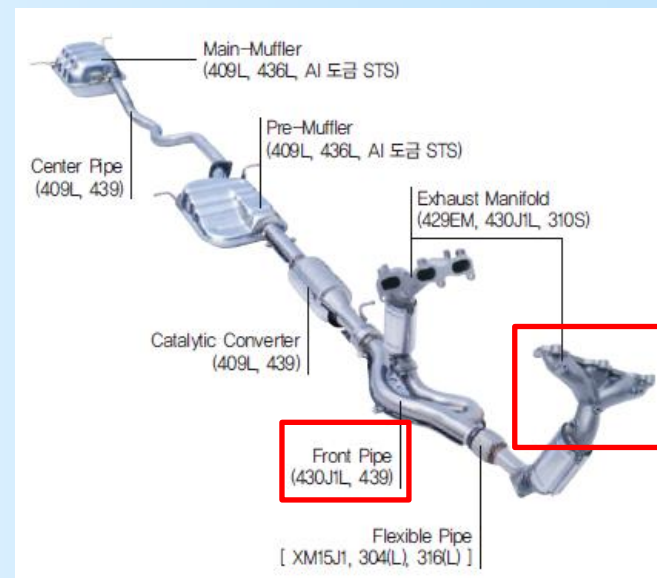 Main-Muffler
(409L, 436L, Al 도금 STS)
Pre-Muffler
(409L, 436L, Al 도금 STS)
Center Pipe
(409L, 439)
Exhaust Manifold
(429EM, 430J1L, 310S)
Catalytic Converter
(409L, 439)
Front Pipe
(430J1L, 439)
Flexible Pipe
[ XM15J1, 304(L), 316(L) ]